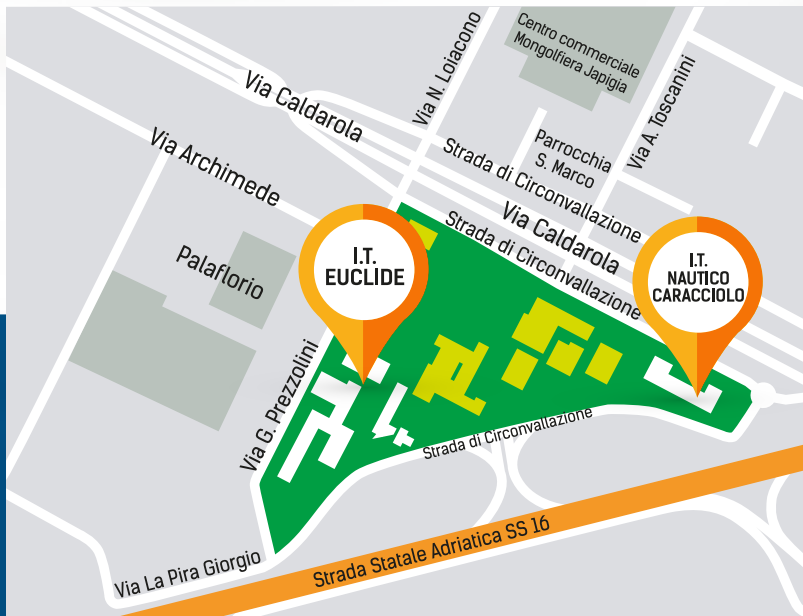 Centro commerciale
Mongolfiera Japigia
Via N. Loiacono
Via A. Toscanini
Via Caldarola
Via Archimede
Parrocchia
S. Marco
Strada di Circonvallazione
Via Caldarola
Strada di Circonvallazione
Palaflorio
I.T.
EUCLIDE
I.T.
NAUTICO
CARACCIOLO
Via G. Prezzolini
Strada di Circonvallazione
Strada Statale Adriatica SS 16
Via La Pira Giorgio